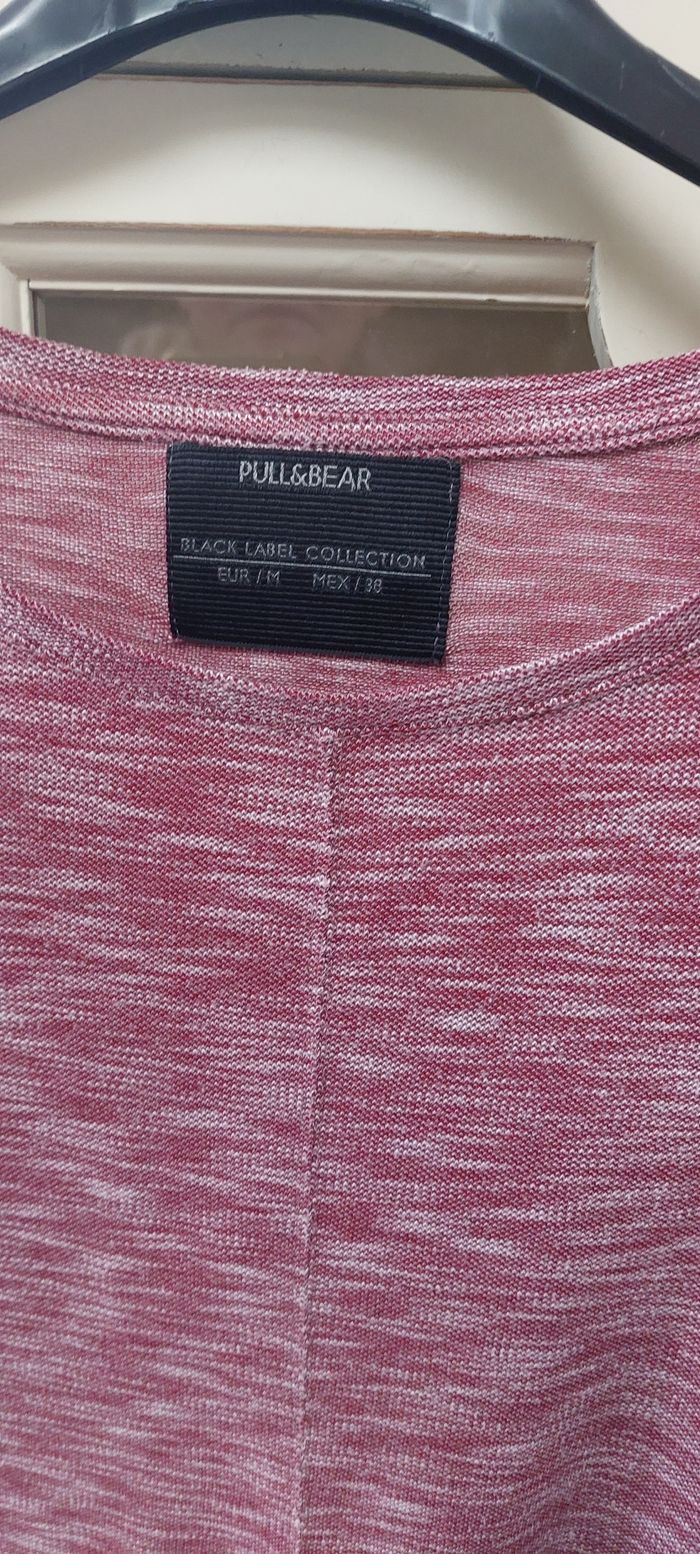 PULL&BEAR
BLACK LABEL COLLECTION
EUR / M MEX / 38